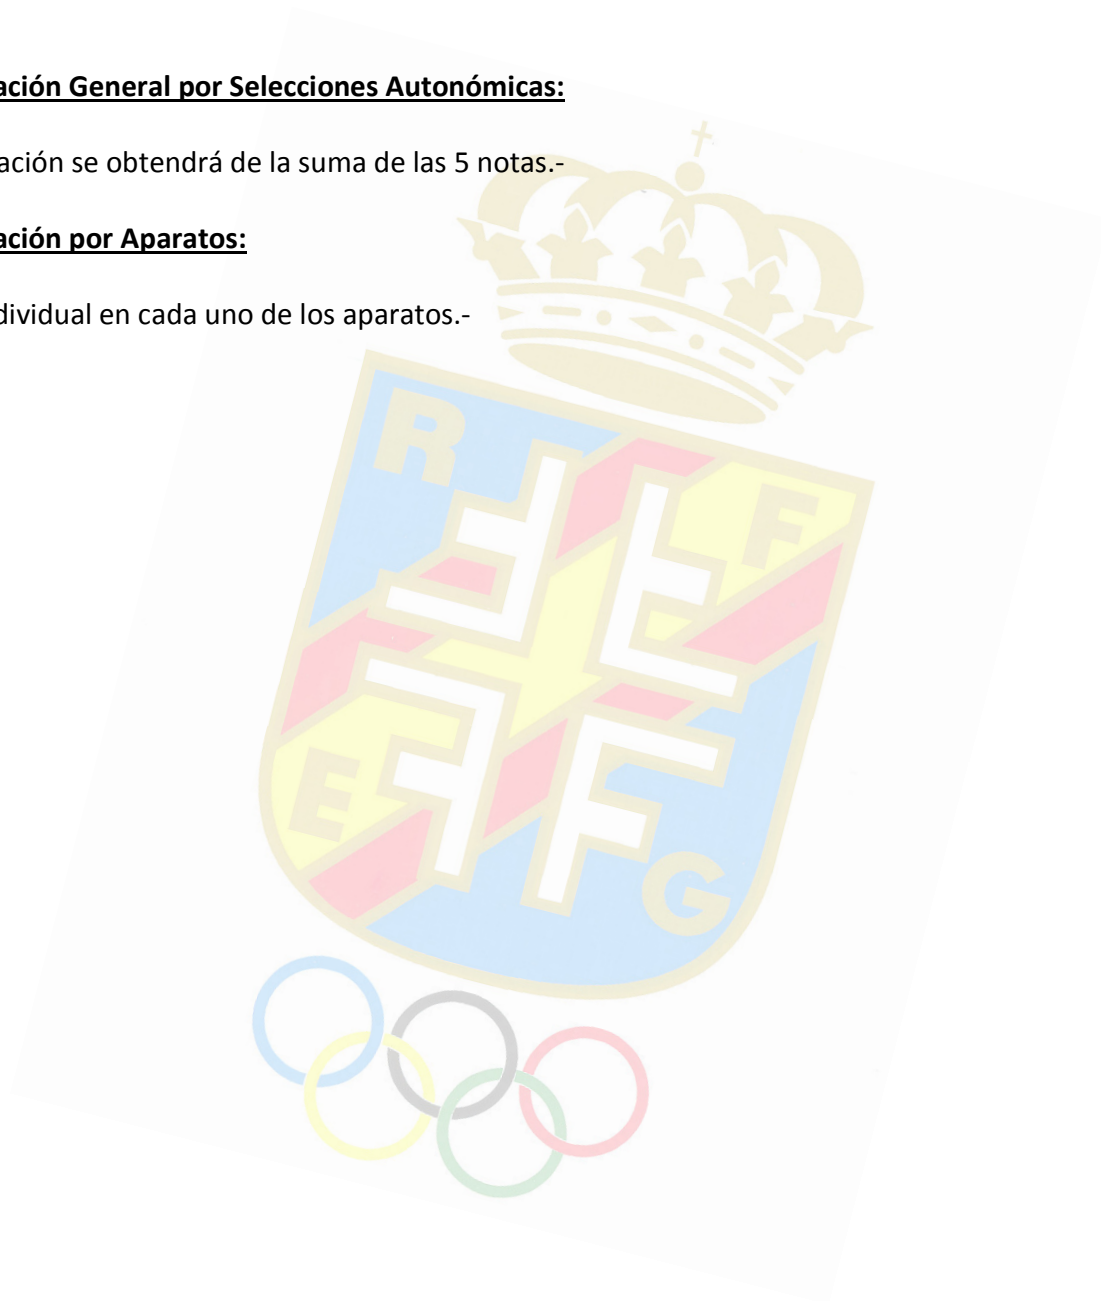 ación General por Selecciones Autonómicas:
ación se obtendrá de la suma de las 5 notas.-
ación por Aparatos:
dividual en cada uno de los aparatos.-
R
F
E
G